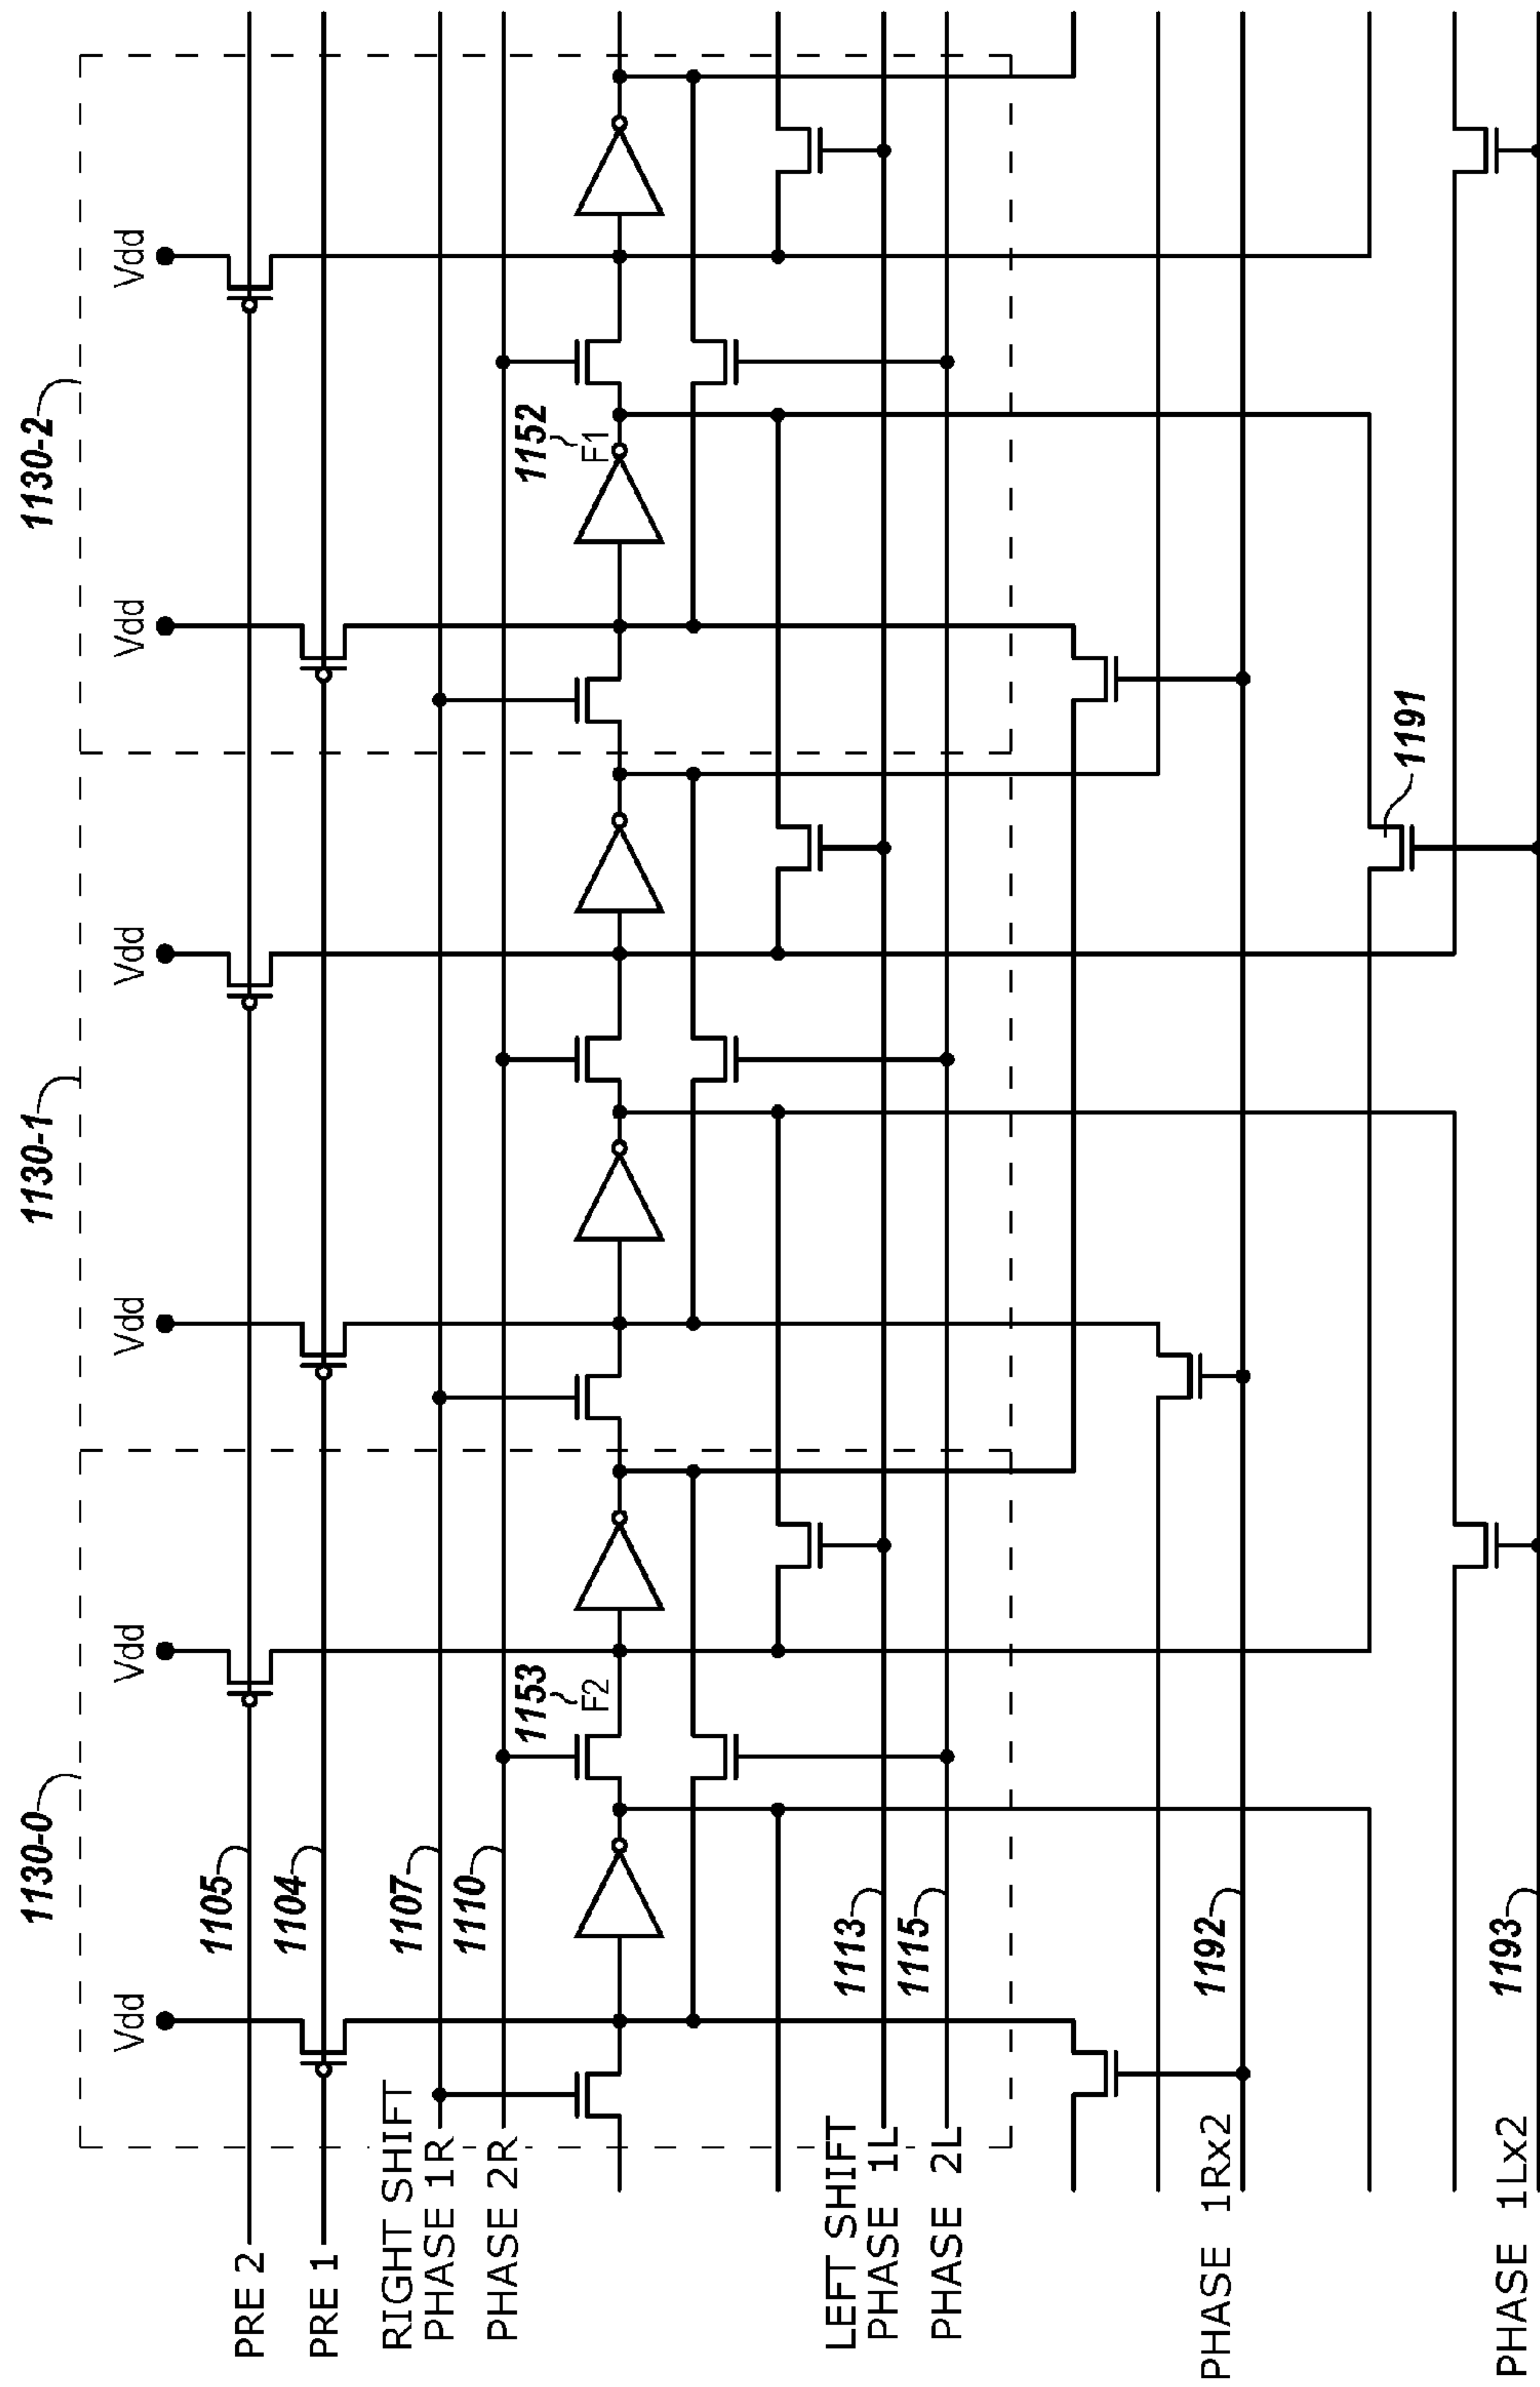 1130-0
1130-1
1130-2
Vdd
Vdd
Vdd
Vdd
Vdd
Vdd
PRE 2
1105
PRE 1
1104
RIGHT SHIFT
PHASE 1R
1107
PHASE 2R
1110
1153
F2
1152
F1
LEFT SHIFT
PHASE 1L
1113
PHASE 2L
1115
PHASE 1Rx2
1192
1191
PHASE 1Lx2
1193